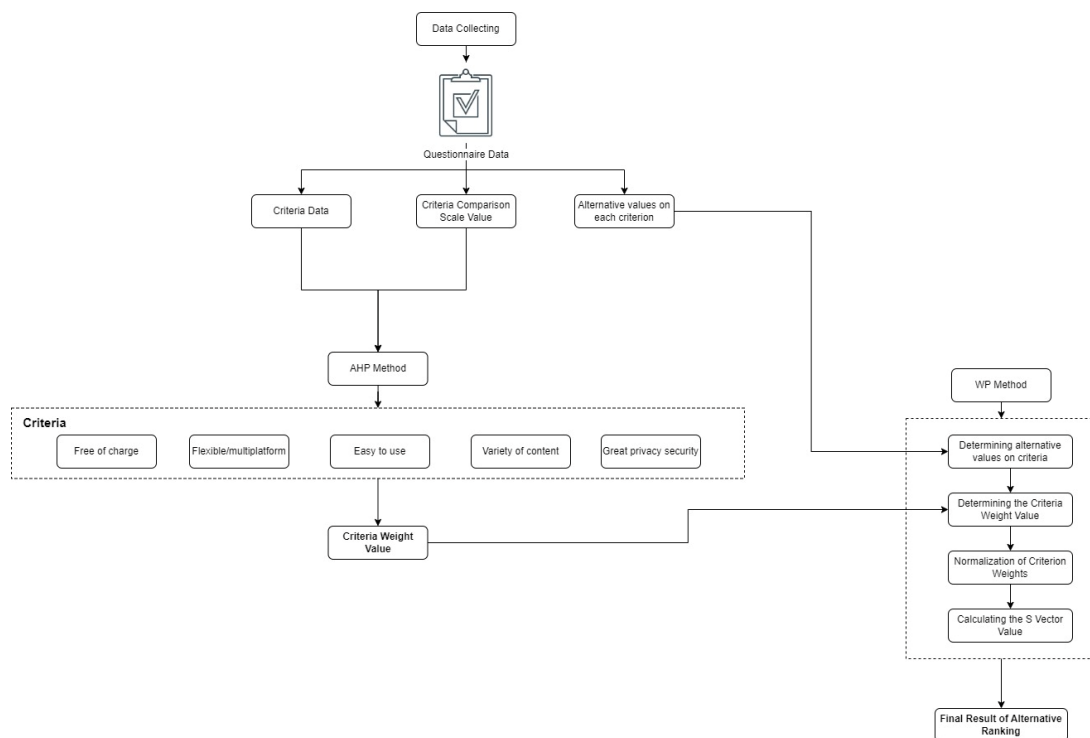 Data Collecting
Questionnaire Data
Criteria Data
Criteria Comparison
Scale Value
Alternative values on
each criterion
AHP Method
Criteria
Free of charge
Flexible/multiplatform
Easy to use
Variety of content
Great privacy security
Criteria Weight
Value
WP Method
Determining alternative
values on criteria
Determining the Criteria
Weight Value
Normalization of Criterion
Weights
Calculating the S Vector
Value
Final Result of Alternative
Ranking